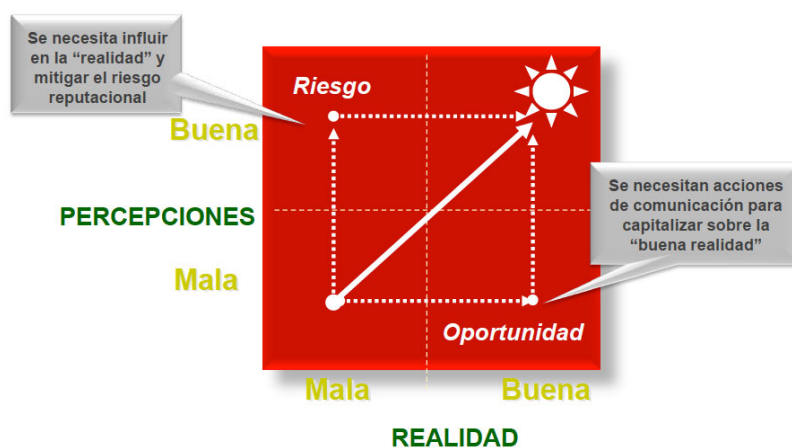 Se necesita influir
en la “realidad” y
mitigar el riesgo
reputacional
Riesgo
Buena
PERCEPCIONES
Mala
Se necesitan acciones
de comunicación para
capitalizar sobre la
“buena realidad”
Oportunidad
Mala
Buena
REALIDAD